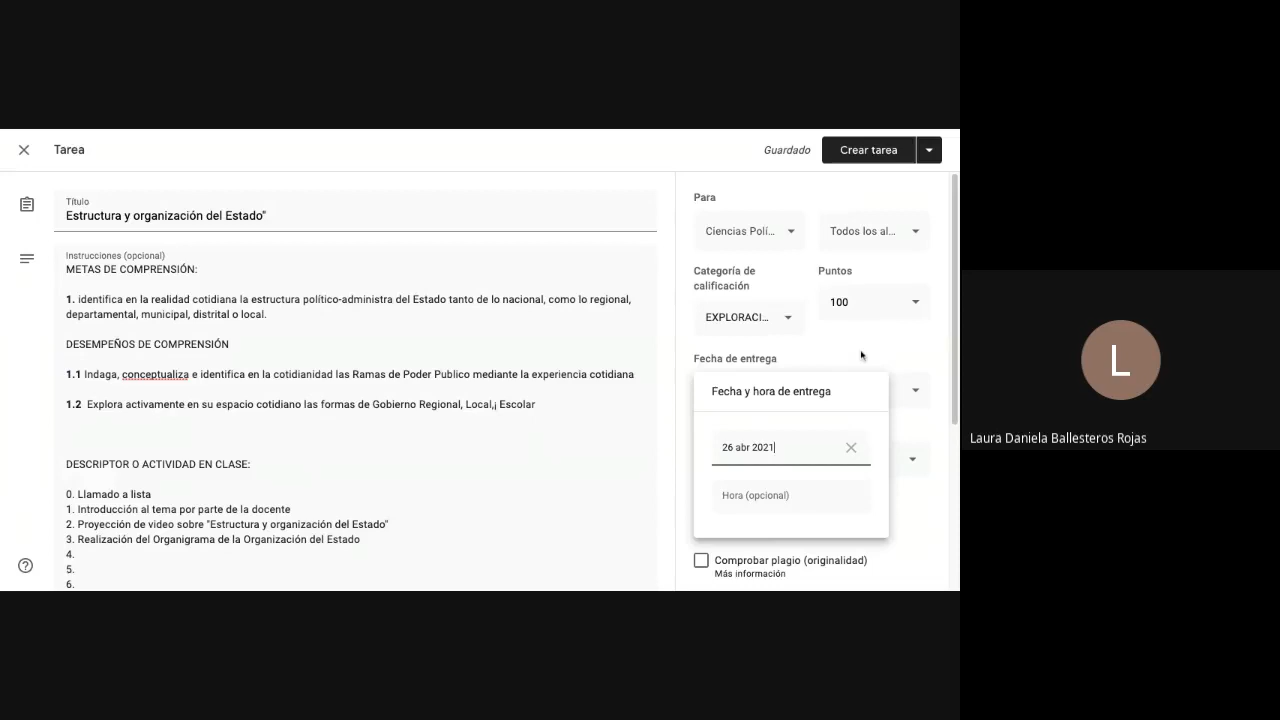 Tarea
Guardado
Crear tarea
Título
Estructura y organización del Estado"
Instrucciones (opcional)
METAS DE COMPRENSIÓN:
1. identifica en la realidad cotidiana la estructura político-administra del Estado tanto de lo nacional, como lo regional,
departamental, municipal, distrital o local.
DESEMPEÑOS DE COMPRENSIÓN
1.1 Indaga, conceptualiza e identifica en la cotidianidad las Ramas de Poder Publico mediante la experiencia cotidiana
1.2 Explora activamente en su espacio cotidiano las formas de Gobierno Regional, Local,¡ Escolar
DESCRIPTOR O ACTIVIDAD EN CLASE:
0. Llamado a lista
1. Introducción al tema por parte de la docente
2. Proyección de video sobre "Estructura y organización del Estado"
3. Realización del Organigrama de la Organización del Estado
4.
5.
6.
Para
Ciencias Polí...
Todos los al...
Categoría de
calificación
Puntos
EXPLORACI...
100
Fecha de entrega
Fecha y hora de entrega
26 abr 2021
Hora (opcional)
Comprobar plagio (originalidad)
Más información
L
Laura Daniela Ballesteros Rojas